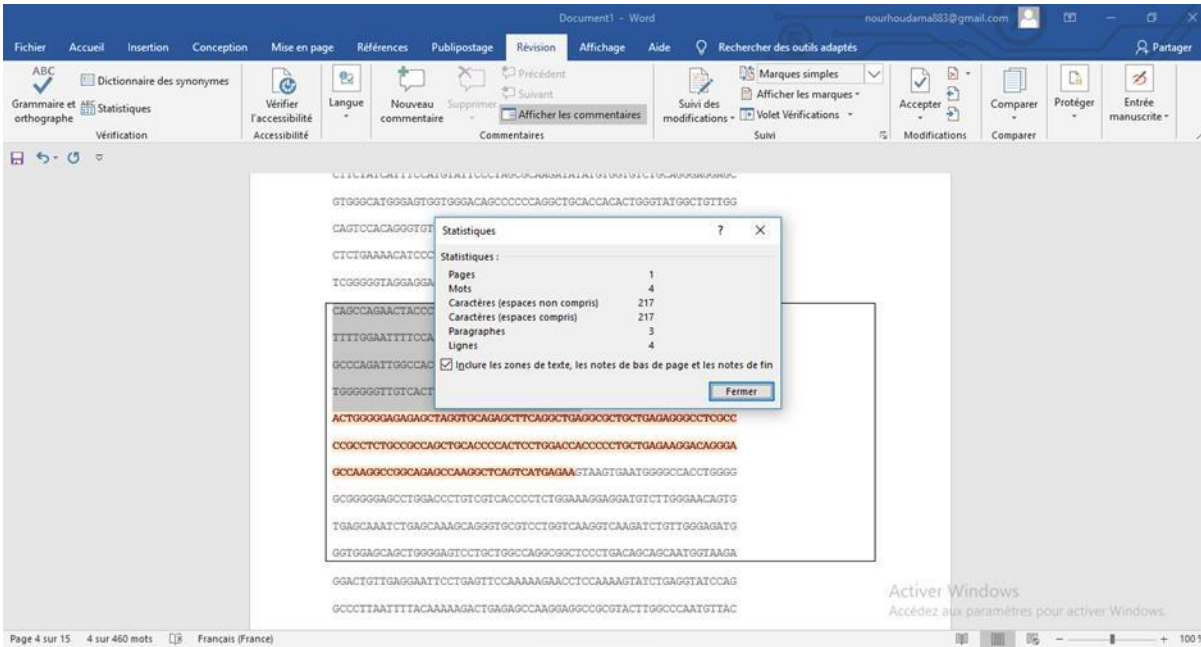 Document1 - Word
nourhoudama883@gmail.com
Fichier Accueil Insertion Conception Mise en page Références Publipostage Révision Affichage Aide Rechercher des outils adaptés Partager
ABC
Grammaire et orthographe
Dictionnaire des synonymes
ABC 123 Statistiques
Vérification
Vérifier l'accessibilité
Accessibilité
Langue
Nouveau commentaire
Supprimer
Précédent
Suivant
Afficher les commentaires
Commentaires
Suivi des modifications
Marques simples
Afficher les marques
Volet Vérifications
Suivi
Accepter
Modifications
Comparer
Comparer
Protéger
Entrée manuscrite
GTGGGCATGGGAGTGGTGGGACAGCCCCCCAGGCTGCACCACACTGGGTATGGCTGTTGG
CAGTCCACAGGGTGT
CTCTGAAAACATCCC
TCGGGGGTAGGAGGA
CAGCCAGAACTACCC
TTTTGGAATTTTCCA
GCCCAGATTGGCCAC
TGGGGGGTTGTCACT
Statistiques ? ×
Statistiques :
Pages 1
Mots 4
Caractères (espaces non compris) 217
Caractères (espaces compris) 217
Paragraphes 3
Lignes 4
Inclure les zones de texte, les notes de bas de page et les notes de fin
Fermer
ACTGGGGGAGAGAGCTAGGTGCAGAGCTTCAGGCTGAGGCGCTGCTGAGAGGGCCTCGCC
CCGCCTCTGCCGCCAGCTGCACCCCACTCCTGGACCACCCCCTGCTGAGAAGGACAGGGA
GCCAAGGCCGGCAGAGCCAAGGCTCAGTCATGAGAAGTAAGTGAATGGGGCCACCTGGGG
GCGGGGGAGCCTGGACCCTGTCGTCACCCCTCTGGAAAGGAGGATGTCTTGGGAACAGTG
TGAGCAAATCTGAGCAAAGCAGGGTGCGTCCTGGTCAAGGTCAAGATCTGTTGGGAGATG
GGTGGAGCAGCTGGGGAGTCCTGCTGGCCAGGCGGCTCCCTGACAGCAGCAATGGTAAGA
GGACTGTTGAGGAATTCCTGAGTTCCAAAAAGAACCTCCAAAAGTATCTGAGGTATCCAG
GCCCTTAATTTTACAAAAAGACTGAGAGCCAAGGAGGCCGCGTACTTGGCCCAATGTTAC
Activer Windows
Accédez aux paramètres pour activer Windows.
Page 4 sur 15 4 sur 460 mots Français (France) 100